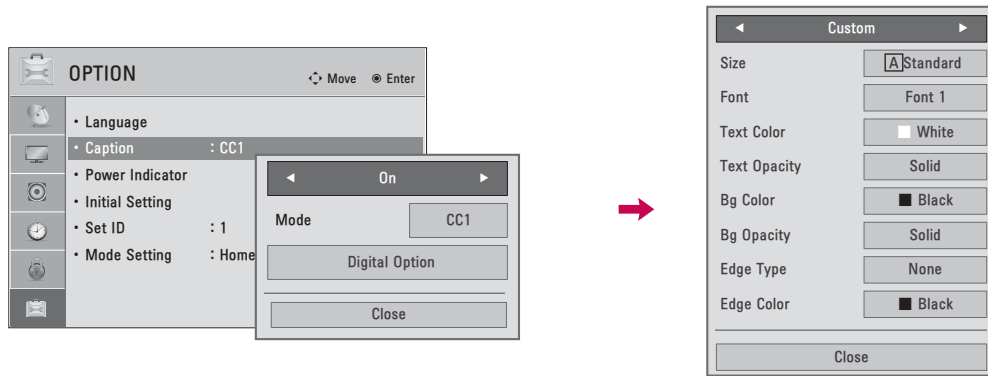 OPTION
Move Enter
• Language
• Caption : CC1
• Power Indicator
• Initial Setting
• Set ID : 1
• Mode Setting : Home
◄ On ►
Mode CC1
Digital Option
Close
◄ Custom ►
Size A Standard
Font Font 1
Text Color White
Text Opacity Solid
Bg Color Black
Bg Opacity Solid
Edge Type None
Edge Color Black
Close